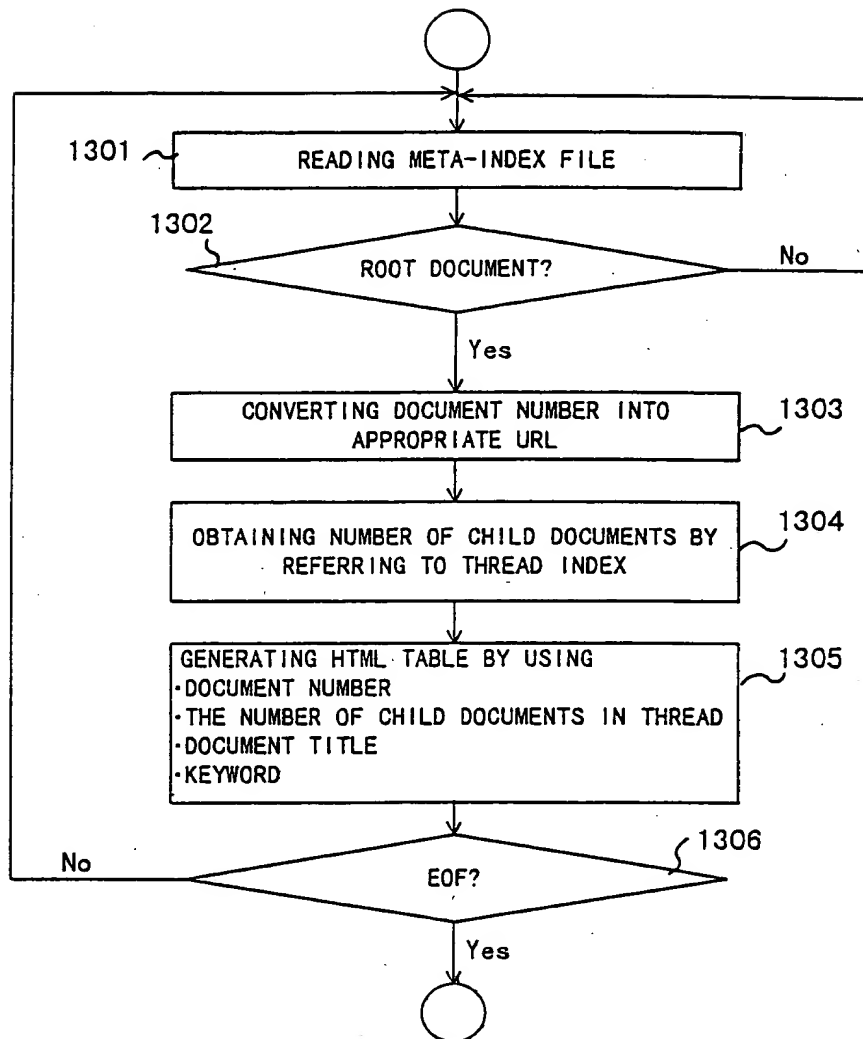 1301
READING META-INDEX FILE
1302
ROOT DOCUMENT?
No
Yes
CONVERTING DOCUMENT NUMBER INTO
APPROPRIATE URL
1303
OBTAINING NUMBER OF CHILD DOCUMENTS BY
REFERRING TO THREAD INDEX
1304
GENERATING HTML TABLE BY USING
·DOCUMENT NUMBER
·THE NUMBER OF CHILD DOCUMENTS IN THREAD
·DOCUMENT TITLE
·KEYWORD
1305
No
EOF?
1306
Yes